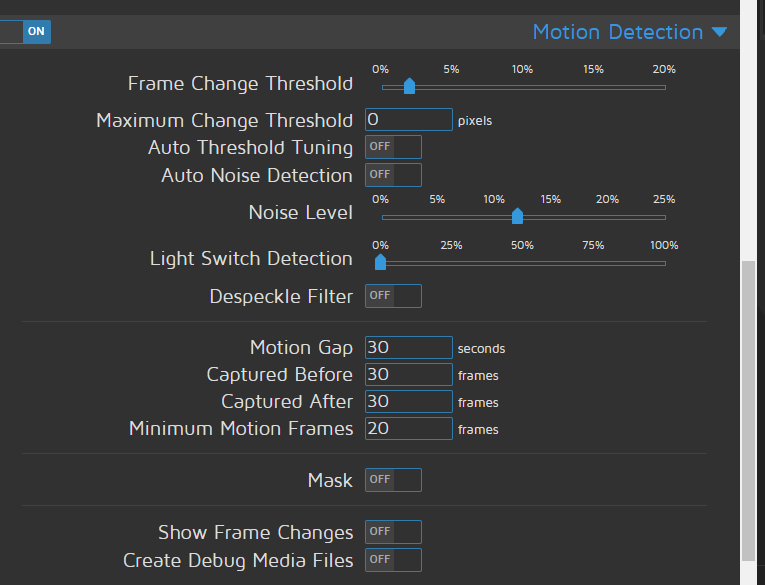 ON
Motion Detection
0% 5% 10% 15% 20%
Frame Change Threshold
Maximum Change Threshold 0 pixels
Auto Threshold Tuning OFF
Auto Noise Detection OFF
0% 5% 10% 15% 20% 25%
Noise Level
0% 25% 50% 75% 100%
Light Switch Detection
Despeckle Filter OFF
Motion Gap 30 seconds
Captured Before 30 frames
Captured After 30 frames
Minimum Motion Frames 20 frames
Mask OFF
Show Frame Changes OFF
Create Debug Media Files OFF